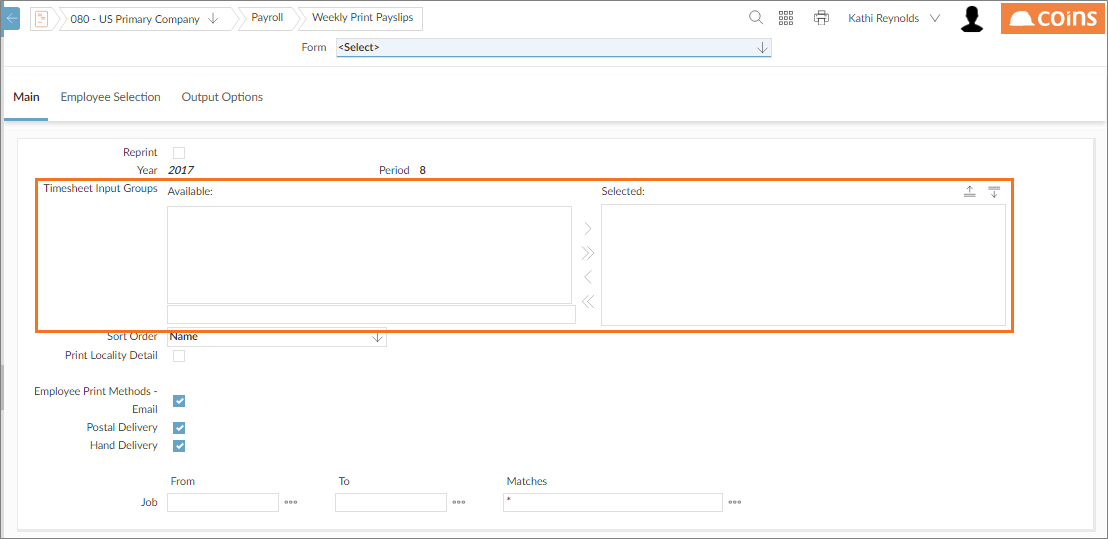 080 - US Primary Company Payroll Weekly Print Payslips Kathi Reynolds coins
Form <Select>
Main Employee Selection Output Options
Reprint
Year 2017 Period 8
Timesheet Input Groups Available: Selected:
Sort Order Name
Print Locality Detail
Employee Print Methods -
Email
Postal Delivery
Hand Delivery
From To Matches
Job *